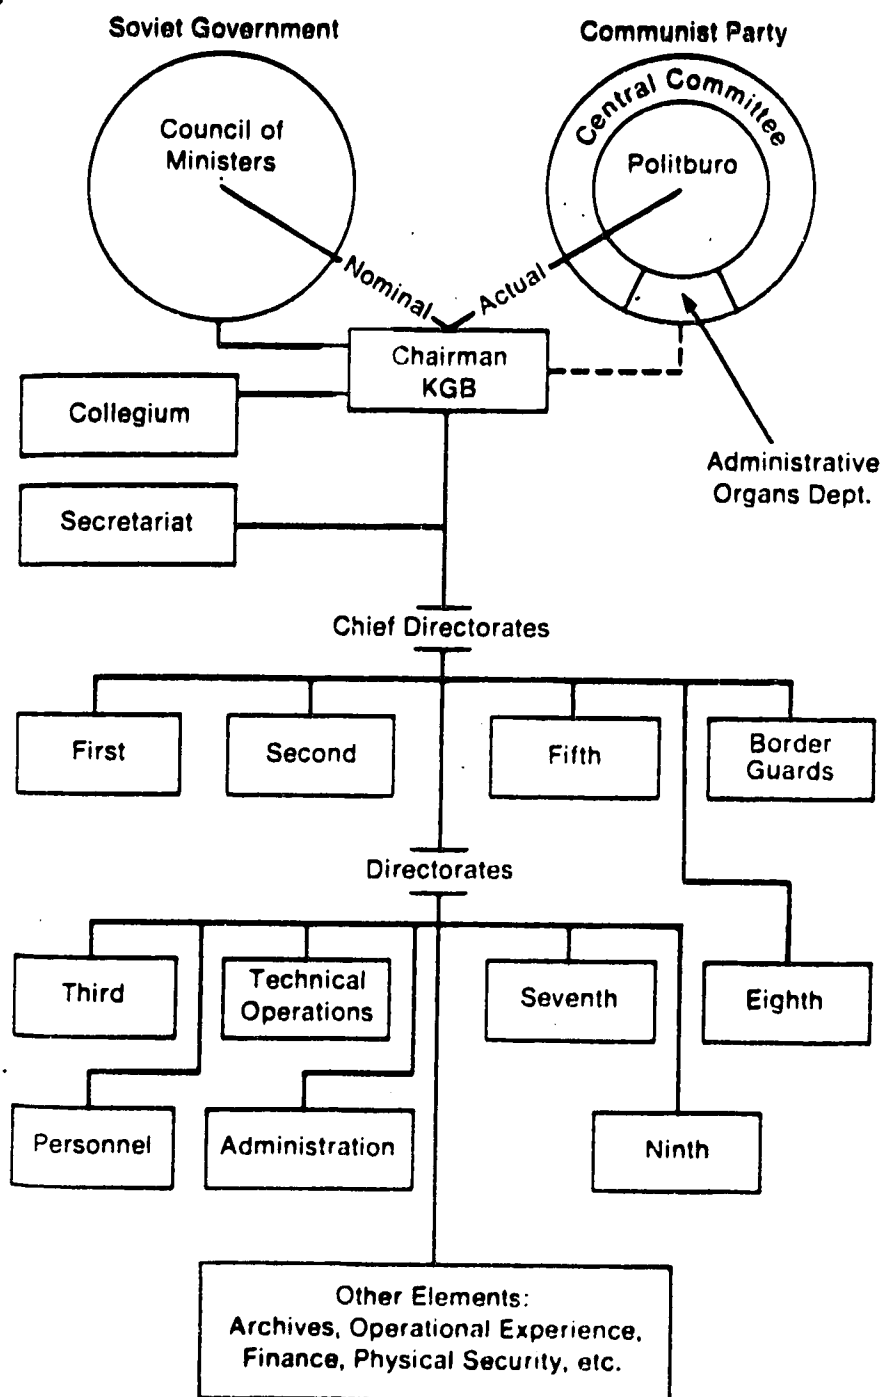 Soviet Government
Communist Party
Council of
Ministers
Central Committee
Politburo
Nominal
Actual
Chairman
KGB
Collegium
Administrative
Organs Dept.
Secretariat
Chief Directorates
First
Second
Fifth
Border
Guards
Directorates
Third
Technical
Operations
Seventh
Eighth
Personnel
Administration
Ninth
Other Elements:
Archives, Operational Experience,
Finance, Physical Security, etc.